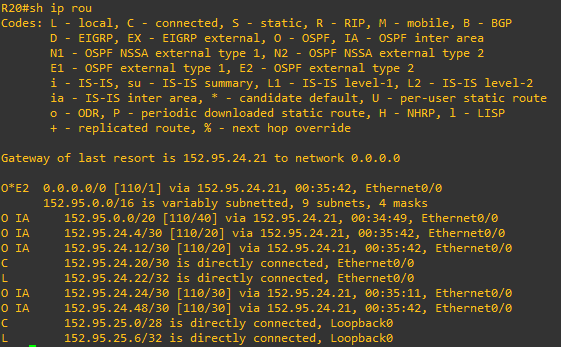 R20#sh ip rou
Codes: L - local, C - connected, S - static, R - RIP, M - mobile, B - BGP
D - EIGRP, EX - EIGRP external, O - OSPF, IA - OSPF inter area
N1 - OSPF NSSA external type 1, N2 - OSPF NSSA external type 2
E1 - OSPF external type 1, E2 - OSPF external type 2
i - IS-IS, su - IS-IS summary, L1 - IS-IS level-1, L2 - IS-IS level-2
ia - IS-IS inter area, * - candidate default, U - per-user static route
o - ODR, P - periodic downloaded static route, H - NHRP, l - LISP
+ - replicated route, % - next hop override
Gateway of last resort is 152.95.24.21 to network 0.0.0.0
O*E2 0.0.0.0/0 [110/1] via 152.95.24.21, 00:35:42, Ethernet0/0
152.95.0.0/16 is variably subnetted, 9 subnets, 4 masks
O IA 152.95.0.0/20 [110/40] via 152.95.24.21, 00:34:49, Ethernet0/0
O IA 152.95.24.4/30 [110/20] via 152.95.24.21, 00:35:42, Ethernet0/0
O IA 152.95.24.12/30 [110/20] via 152.95.24.21, 00:35:42, Ethernet0/0
C 152.95.24.20/30 is directly connected, Ethernet0/0
L 152.95.24.22/32 is directly connected, Ethernet0/0
O IA 152.95.24.24/30 [110/30] via 152.95.24.21, 00:35:11, Ethernet0/0
O IA 152.95.24.48/30 [110/30] via 152.95.24.21, 00:35:42, Ethernet0/0
C 152.95.25.0/28 is directly connected, Loopback0
L 152.95.25.6/32 is directly connected, Loopback0